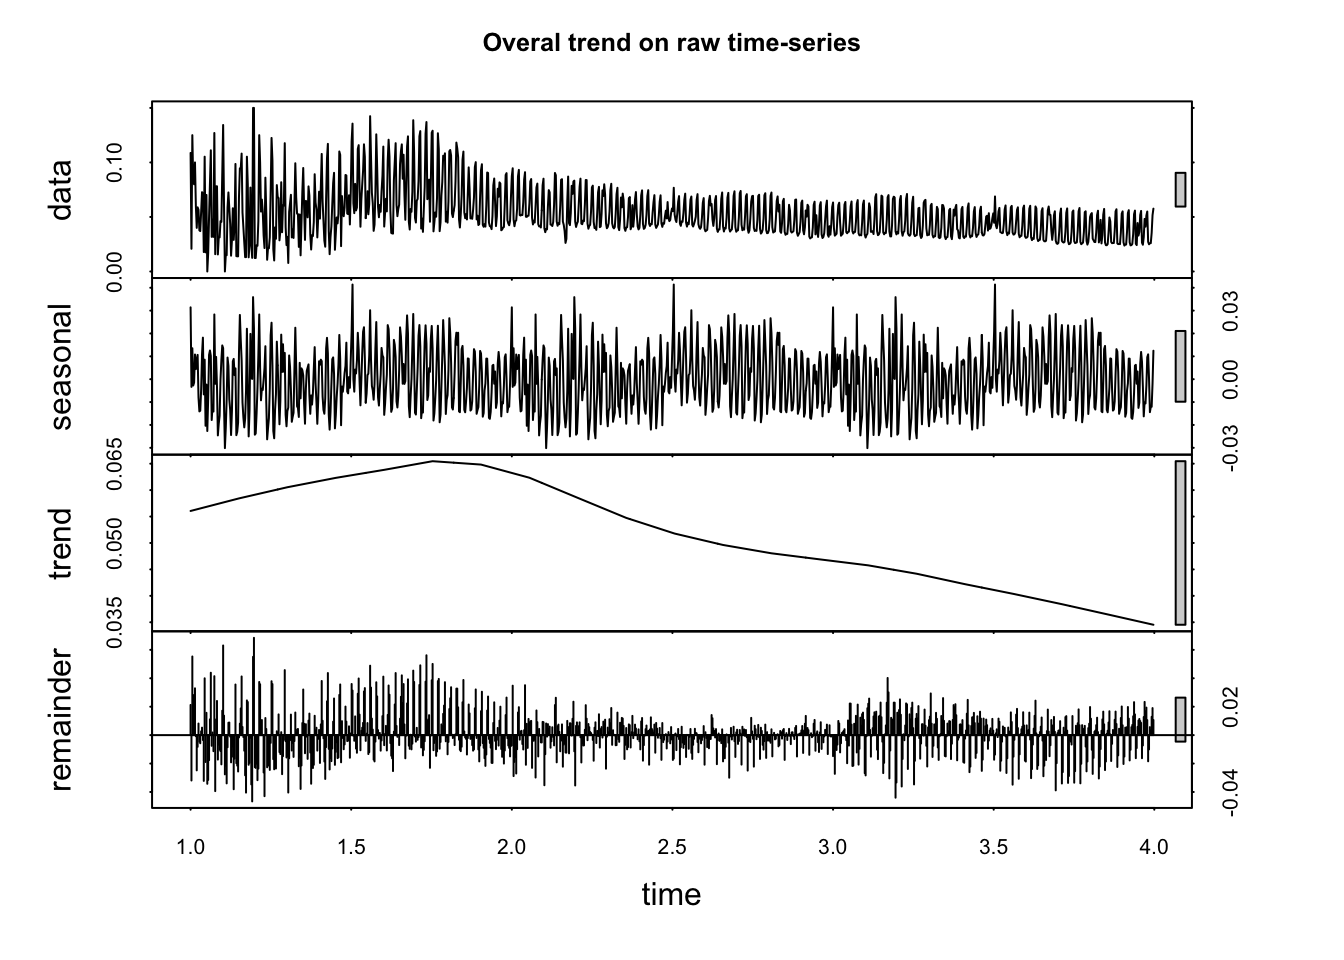 Overal trend on raw time-series
data
0.00 0.10
seasonal
-0.03 0.00 0.03
trend
0.035 0.050 0.065
remainder
-0.04 0.02
1.0 1.5 2.0 2.5 3.0 3.5 4.0
time